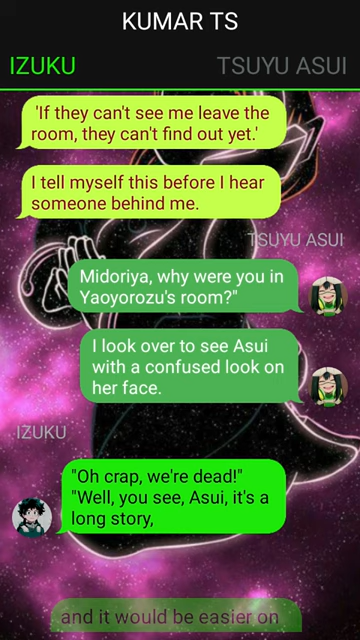 KUMAR TS
IZUKU
TSUYU ASUI
'If they can't see me leave the
room, they can't find out yet.'
I tell myself this before I hear
someone behind me.
TSUYU ASUI
Midoriya, why were you in
Yaoyorozu's room?"
I look over to see Asui
with a confused look on
her face.
IZUKU
"Oh crap, we're dead!"
"Well, you see, Asui, it's a
long story,
and it would be easier on